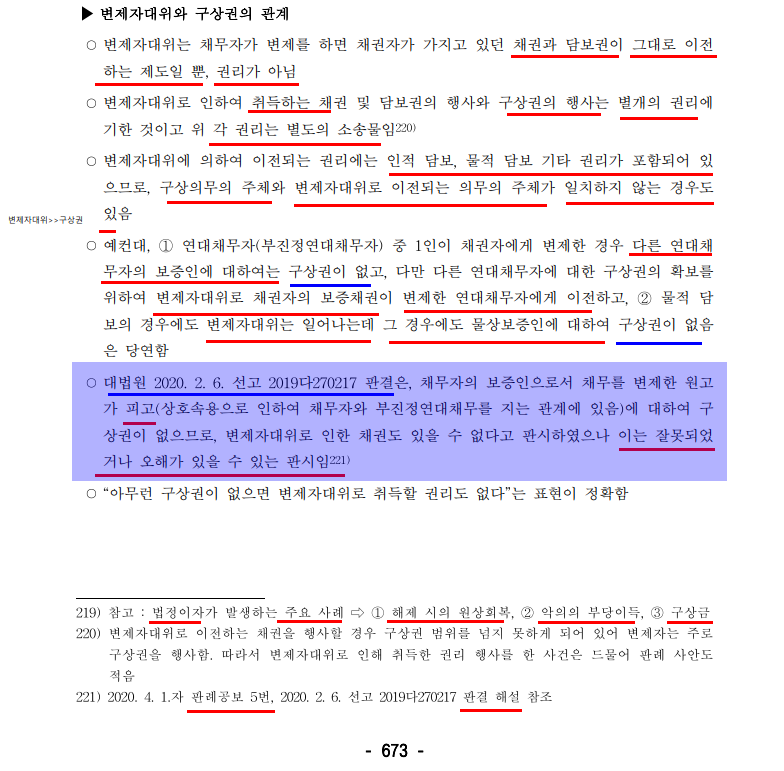 ▶ 변제자대위와 구상권의 관계
○ 변제자대위는 채무자가 변제를 하면 채권자가 가지고 있던 채권과 담보권이 그대로 이전
하는 제도일 뿐, 권리가 아님
○ 변제자대위로 인하여 취득하는 채권 및 담보권의 행사와 구상권의 행사는 별개의 권리에
기한 것이고 위 각 권리는 별도의 소송물임220)
○ 변제자대위에 의하여 이전되는 권리에는 인적 담보, 물적 담보 기타 권리가 포함되어 있
으므로, 구상의무의 주체와 변제자대위로 이전되는 의무의 주체가 일치하지 않는 경우도
있음
변제자대위>>구상권
○ 예컨대, ① 연대채무자(부진정연대채무자) 중 1인이 채권자에게 변제한 경우 다른 연대채
무자의 보증인에 대하여는 구상권이 없고, 다만 다른 연대채무자에 대한 구상권의 확보를
위하여 변제자대위로 채권자의 보증채권이 변제한 연대채무자에게 이전하고, ② 물적 담
보의 경우에도 변제자대위는 일어나는데 그 경우에도 물상보증인에 대하여 구상권이 없음
은 당연함
○ 대법원 2020. 2. 6. 선고 2019다270217 판결은, 채무자의 보증인으로서 채무를 변제한 원고
가 피고(상호속용으로 인하여 채무자와 부진정연대채무를 지는 관계에 있음)에 대하여 구
상권이 없으므로, 변제자대위로 인한 채권도 있을 수 없다고 판시하였으나 이는 잘못되었
거나 오해가 있을 수 있는 판시임221)
○ “아무런 구상권이 없으면 변제자대위로 취득할 권리도 없다”는 표현이 정확함
219) 참고 : 법정이자가 발생하는 주요 사례 ⇨ ① 해제 시의 원상회복, ② 악의의 부당이득, ③ 구상금
220) 변제자대위로 이전하는 채권을 행사할 경우 구상권 범위를 넘지 못하게 되어 있어 변제자는 주로
구상권을 행사함. 따라서 변제자대위로 인해 취득한 권리 행사를 한 사건은 드물어 판례 사안도
적음
221) 2020. 4. 1.자 판례공보 5번, 2020. 2. 6. 선고 2019다270217 판결 해설 참조
- 673 -